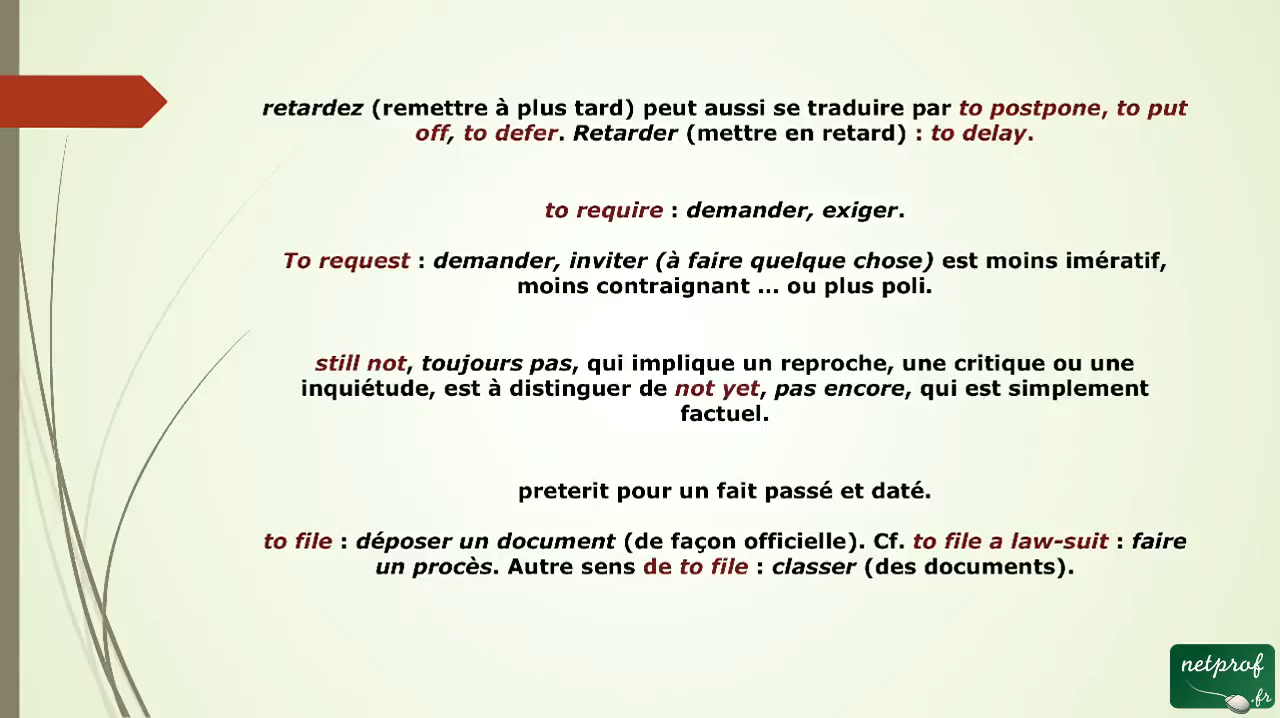 retardez (remettre à plus tard) peut aussi se traduire par to postpone, to put
off, to defer. Retarder (mettre en retard) : to delay.
to require : demander, exiger.
To request : demander, inviter (à faire quelque chose) est moins imératif,
moins contraignant ... ou plus poli.
still not, toujours pas, qui implique un reproche, une critique ou une
inquiétude, est à distinguer de not yet, pas encore, qui est simplement
factuel.
preterit pour un fait passé et daté.
to file : déposer un document (de façon officielle). Cf. to file a law-suit : faire
un procès. Autre sens de to file : classer (des documents).
netprof
.fr